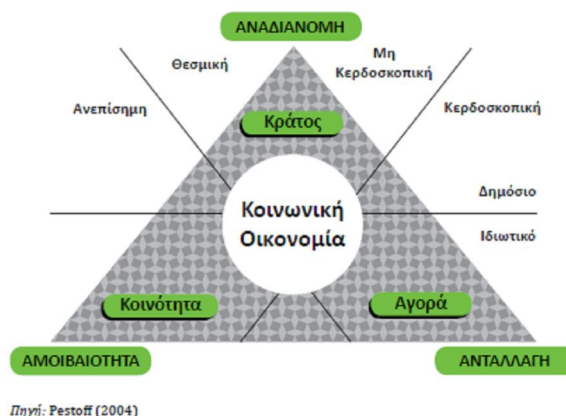 ΑΝΑΔΙΑΝΟΜΗ
Θεσμική
Μη
Κερδοσκοπική
Ανεπίσημη
Κερδοσκοπική
Κράτος
Δημόσιο
Κοινωνική
Οικονομία
Ιδιωτικό
Κοινότητα
Αγορά
ΑΜΟΙΒΑΙΟΤΗΤΑ
ΑΝΤΑΛΛΑΓΗ
Πηγή: Pestoff (2004)